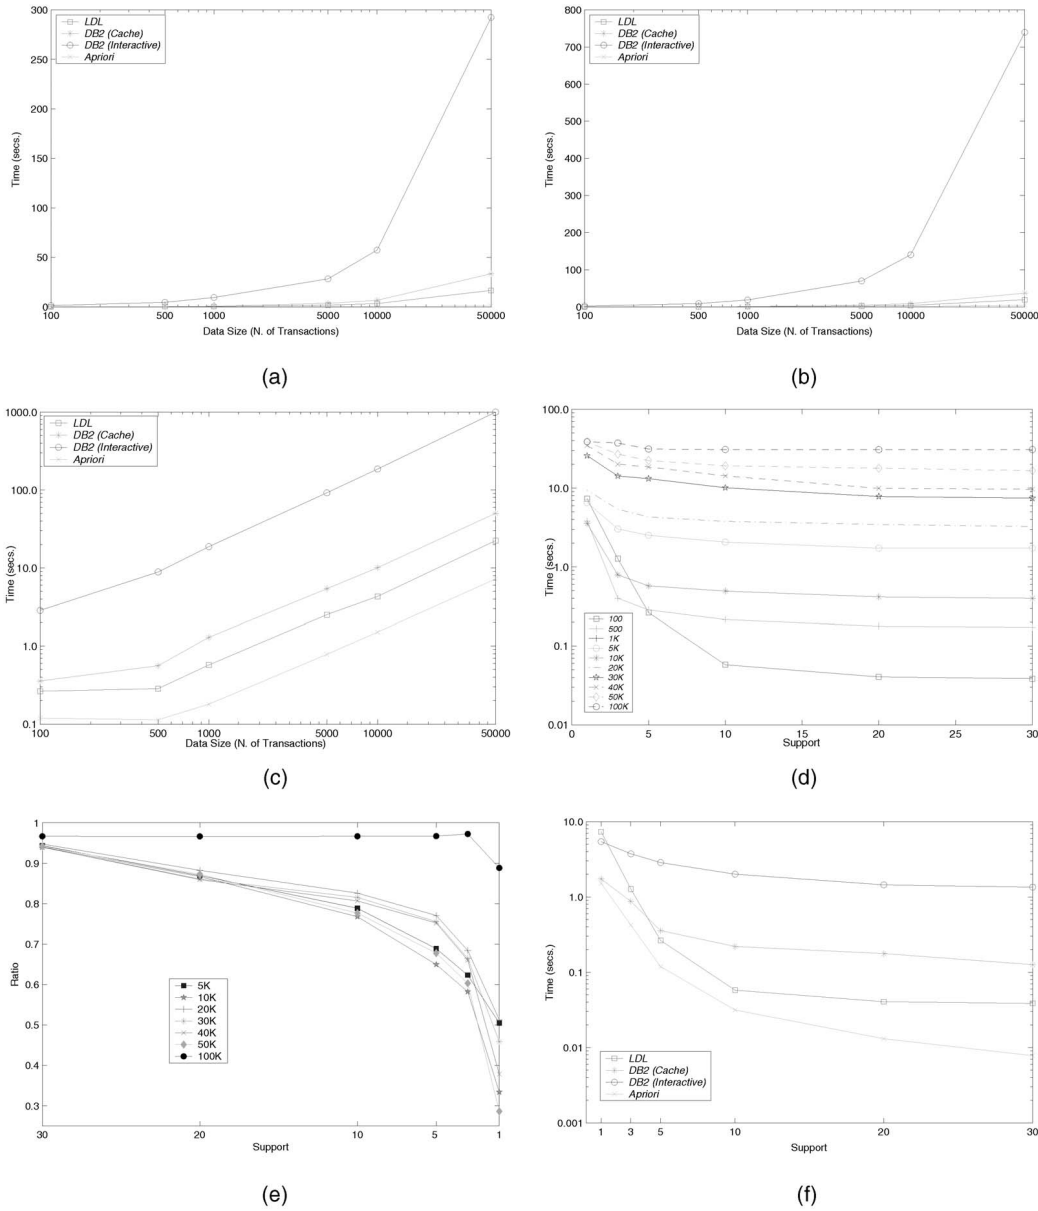 300
250
200
150
100
50
0
Time (secs.)
LDL
DB2 (Cache)
DB2 (Interactive)
Apriori
100 500 1000 5000 10000 50000
Data Size (N. of Transactions)
(a)
800
700
600
500
400
300
200
100
0
Time (secs.)
LDL
DB2 (Cache)
DB2 (Interactive)
Apriori
100 500 1000 5000 10000 50000
Data Size (N. of Transactions)
(b)
1000.0
100.0
10.0
1.0
0.1
Time (secs.)
LDL
DB2 (Cache)
DB2 (Interactive)
Apriori
100 500 1000 5000 10000 50000
Data Size (N. of Transactions)
(c)
100.0
10.0
1.0
0.1
0.01
Time (secs.)
100
500
1K
5K
10K
20K
30K
40K
50K
100K
0 5 10 15 20 25 30
Support
(d)
1
0.9
0.8
0.7
0.6
0.5
0.4
0.3
Ratio
5K
10K
20K
30K
40K
50K
100K
30 20 10 5 1
Support
(e)
10.0
1.0
0.1
0.01
0.001
Time (secs.)
LDL
DB2 (Cache)
DB2 (Interactive)
Apriori
1 3 5 10 20 30
Support
(f)